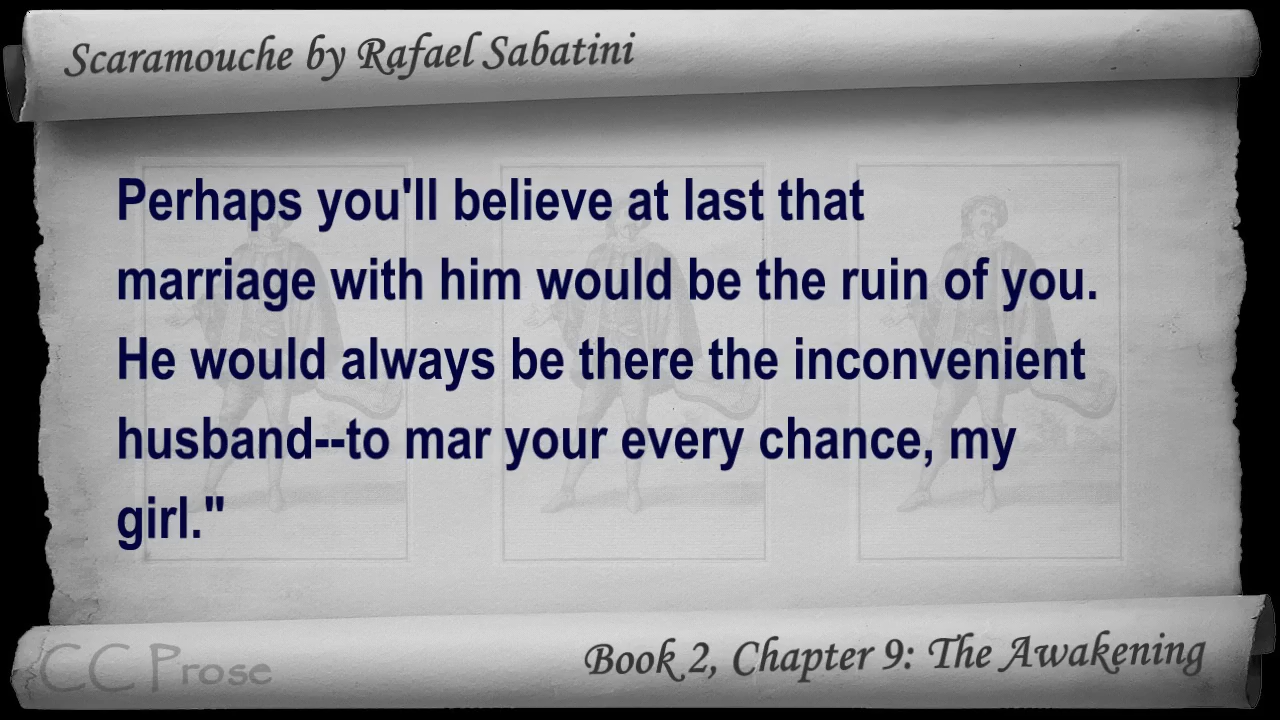 Scaramouche by Rafael Sabatini
Perhaps you'll believe at last that
marriage with him would be the ruin of you.
He would always be there the inconvenient
husband--to mar your every chance, my
girl."
CC Prose
Book 2, Chapter 9: The Awakening